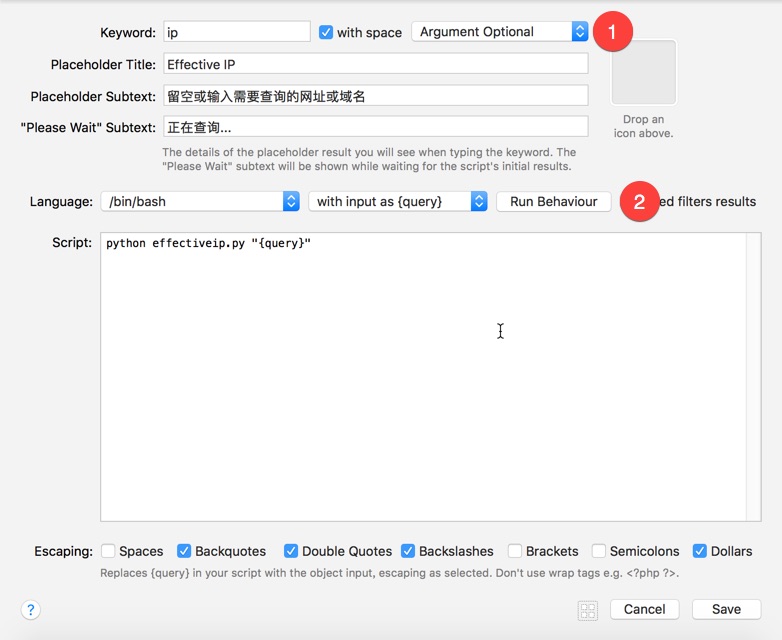 Keyword: ip with space Argument Optional 1
Placeholder Title: Effective IP
Placeholder Subtext: 留空或输入需要查询的网址或域名
"Please Wait" Subtext: 正在查询...
Drop an
icon above.
The details of the placeholder result you will see when typing the keyword. The
"Please Wait" subtext will be shown while waiting for the script's initial results.
Language: /bin/bash with input as {query} Run Behaviour 2 ed filters results
Script: python effectiveip.py "{query}"
Escaping: Spaces Backquotes Double Quotes Backslashes Brackets Semicolons Dollars
Replaces {query} in your script with the object input, escaping as selected. Don't use wrap tags e.g. <?php ?>.
? Cancel Save